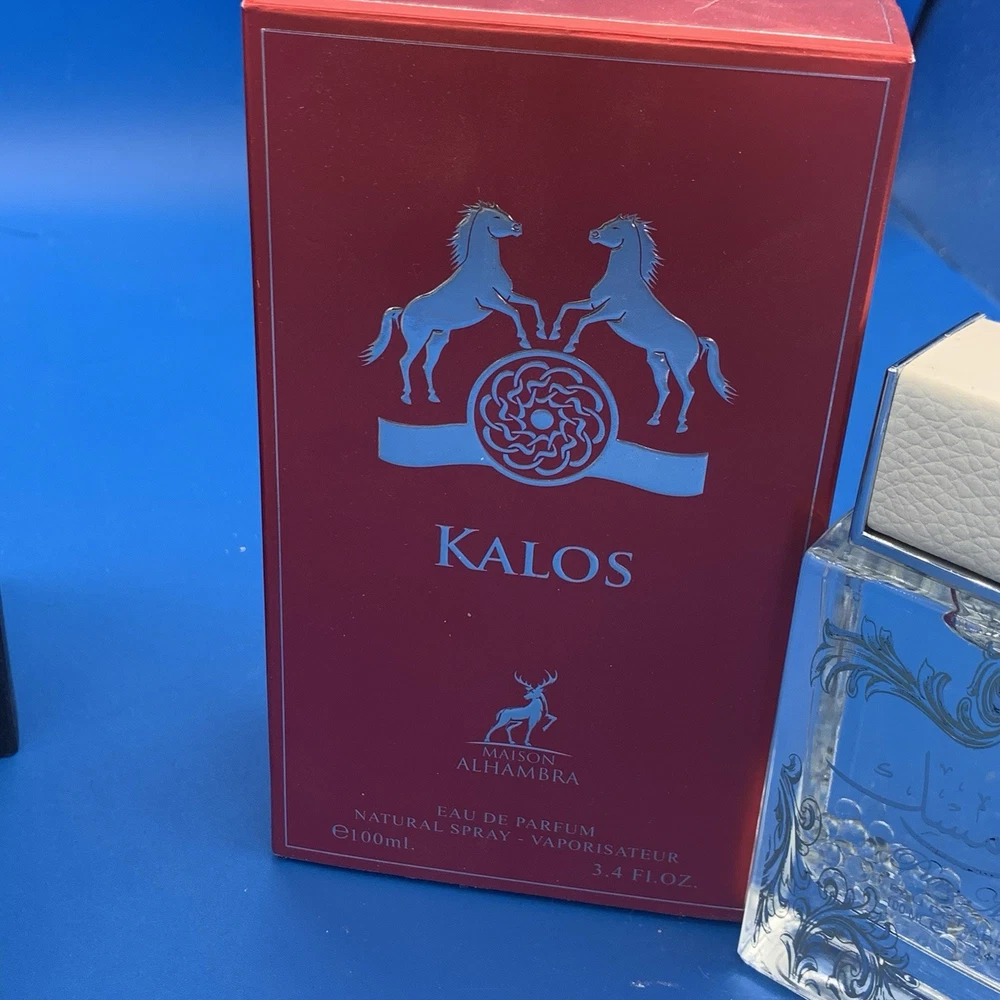 KALOS
MAISON
ALHAMBRA
EAU DE PARFUM
NATURAL SPRAY - VAPORISATEUR
℮100ml.
3.4 Fl.OZ.